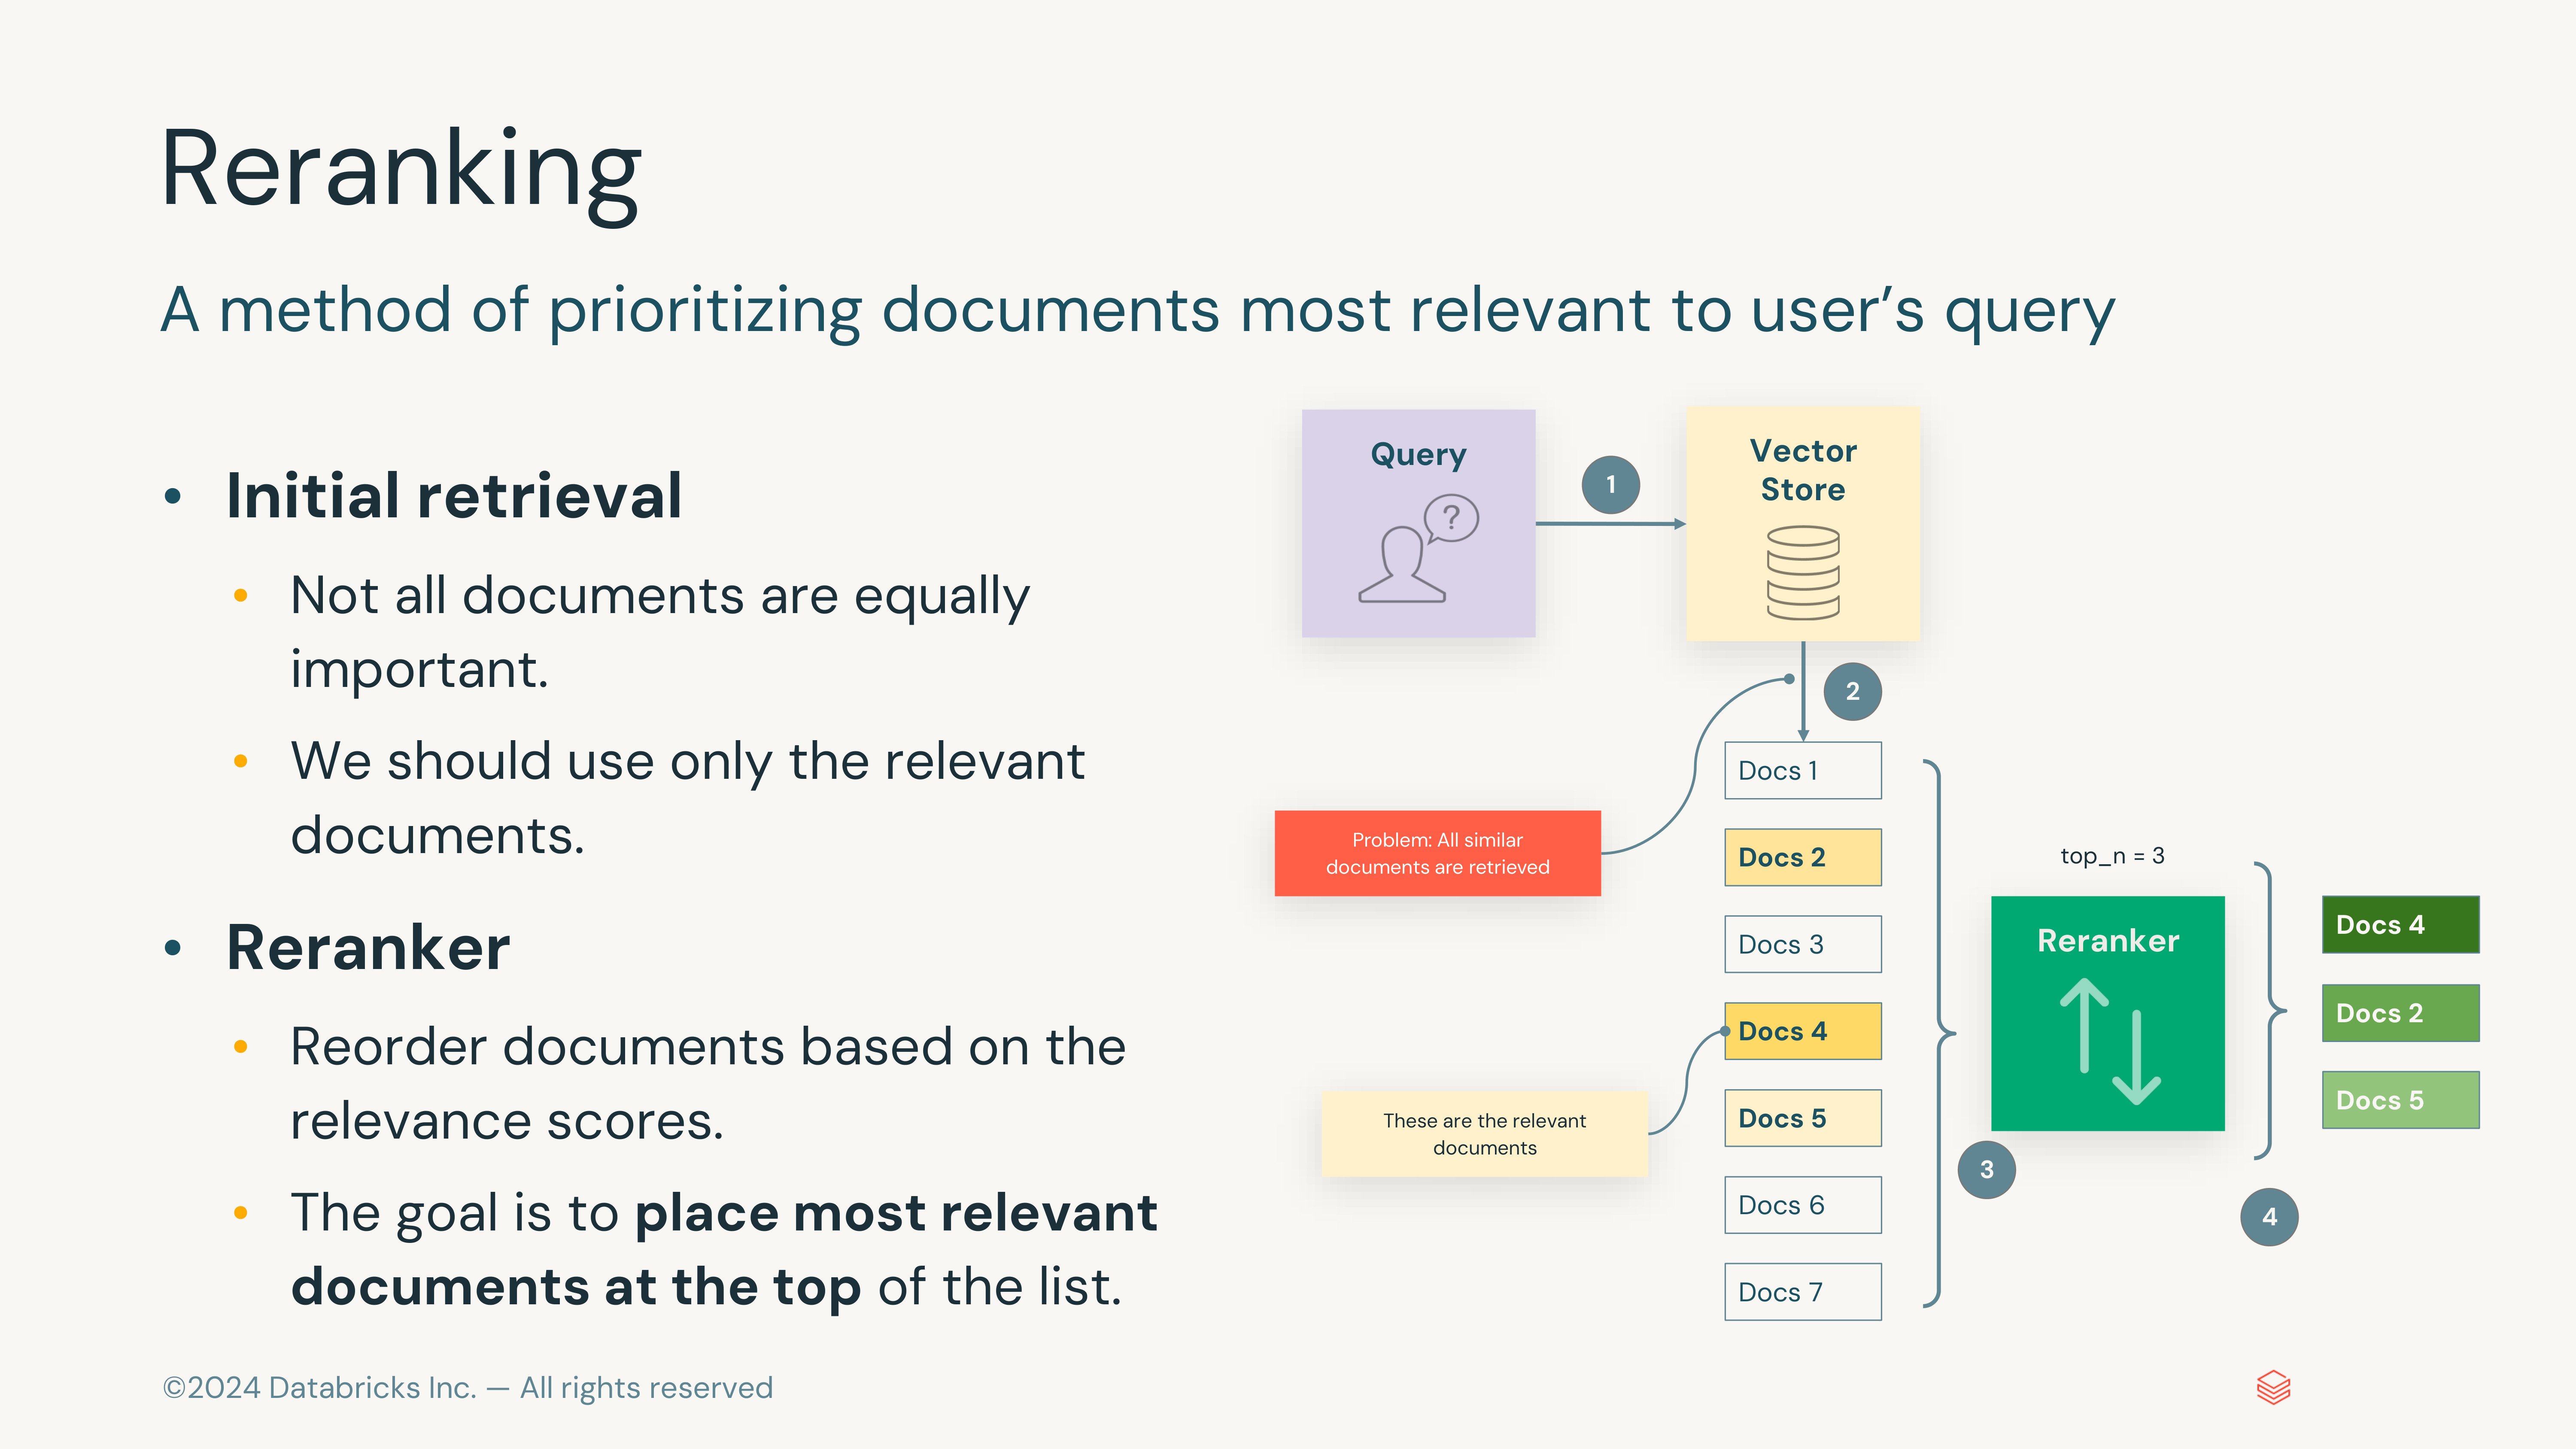 Reranking
A method of prioritizing documents most relevant to user’s query
• Initial retrieval
• Not all documents are equally
important.
• We should use only the relevant
documents.
• Reranker
• Reorder documents based on the
relevance scores.
• The goal is to place most relevant
documents at the top of the list.
Query
?
1
Vector
Store
2
Problem: All similar
documents are retrieved
These are the relevant
documents
Docs 1
Docs 2
Docs 3
Docs 4
Docs 5
Docs 6
Docs 7
top_n = 3
Reranker
3
4
Docs 4
Docs 2
Docs 5
©2024 Databricks Inc. — All rights reserved